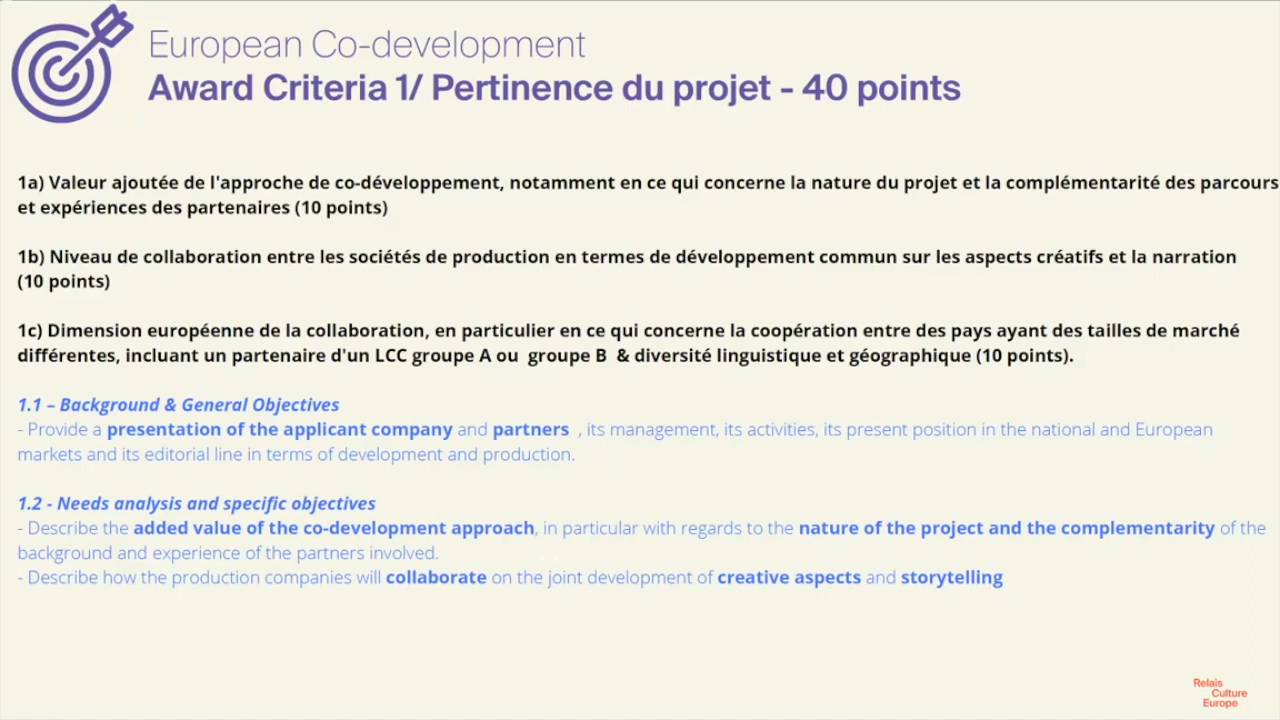 European Co-development
Award Criteria 1/ Pertinence du projet - 40 points
1a) Valeur ajoutée de l'approche de co-développement, notamment en ce qui concerne la nature du projet et la complémentarité des parcours
et expériences des partenaires (10 points)
1b) Niveau de collaboration entre les sociétés de production en termes de développement commun sur les aspects créatifs et la narration
(10 points)
1c) Dimension européenne de la collaboration, en particulier en ce qui concerne la coopération entre des pays ayant des tailles de marché
différentes, incluant un partenaire d'un LCC groupe A ou  groupe B  & diversité linguistique et géographique (10 points).
1.1 – Background & General Objectives
- Provide a presentation of the applicant company and partners  , its management, its activities, its present position in the national and European
markets and its editorial line in terms of development and production.
1.2 - Needs analysis and specific objectives
- Describe the added value of the co-development approach, in particular with regards to the nature of the project and the complementarity of the
background and experience of the partners involved.
- Describe how the production companies will collaborate on the joint development of creative aspects and storytelling
Relais
Culture
Europe